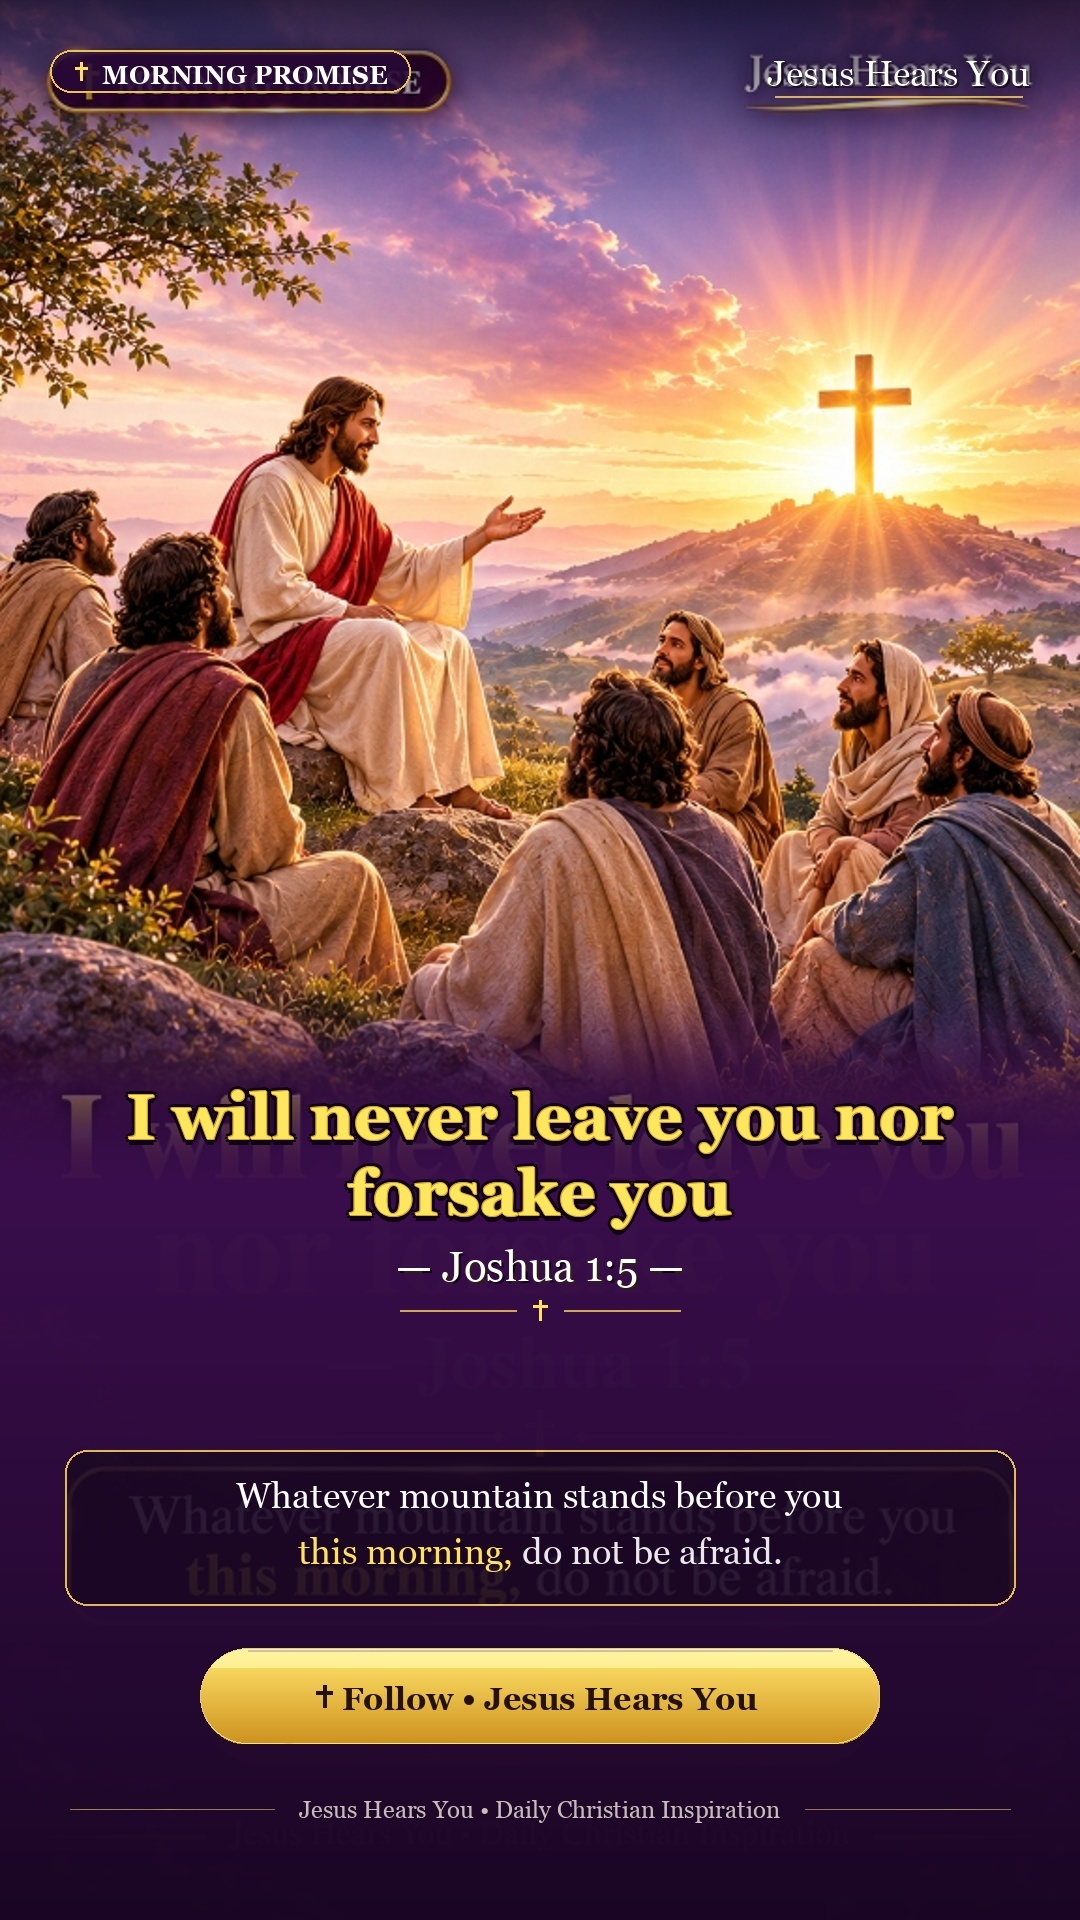 ✝ MORNING PROMISE
Jesus Hears You
I will never leave you nor
forsake you
— Joshua 1:5 —
✝
Whatever mountain stands before you
this morning, do not be afraid.
✝ Follow • Jesus Hears You
Jesus Hears You • Daily Christian Inspiration